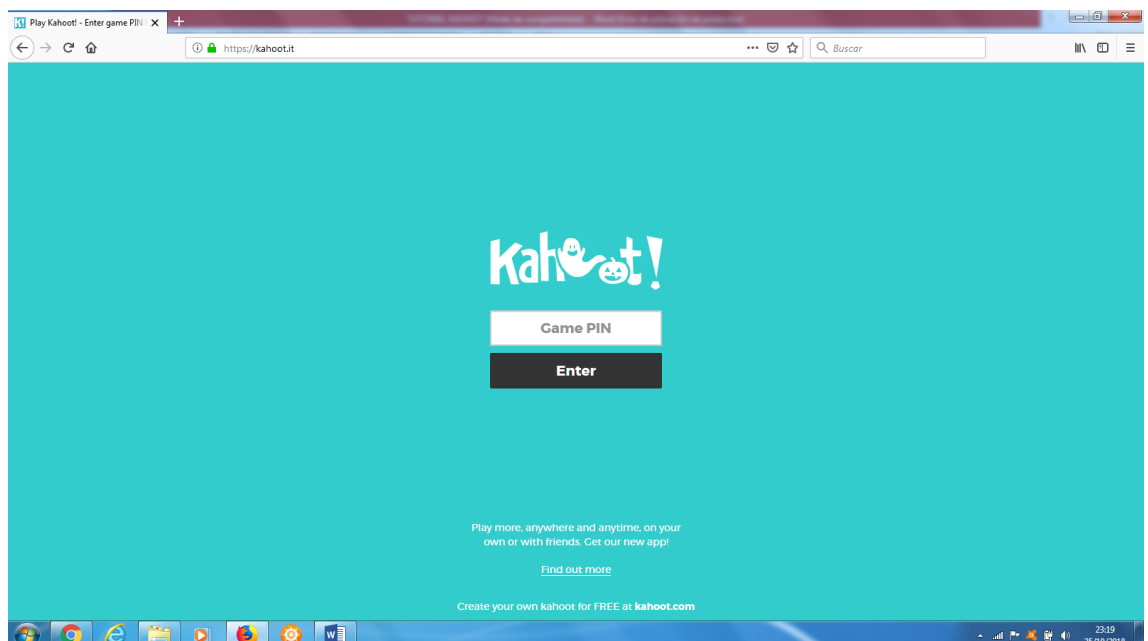 Play Kahoot! - Enter game PIN
https://kahoot.it
Buscar
Kahoot!
Game PIN
Enter
Play more, anywhere and anytime, on your
own or with friends. Get our new app!
Find out more
Create your own kahoot for FREE at kahoot.com
23:19